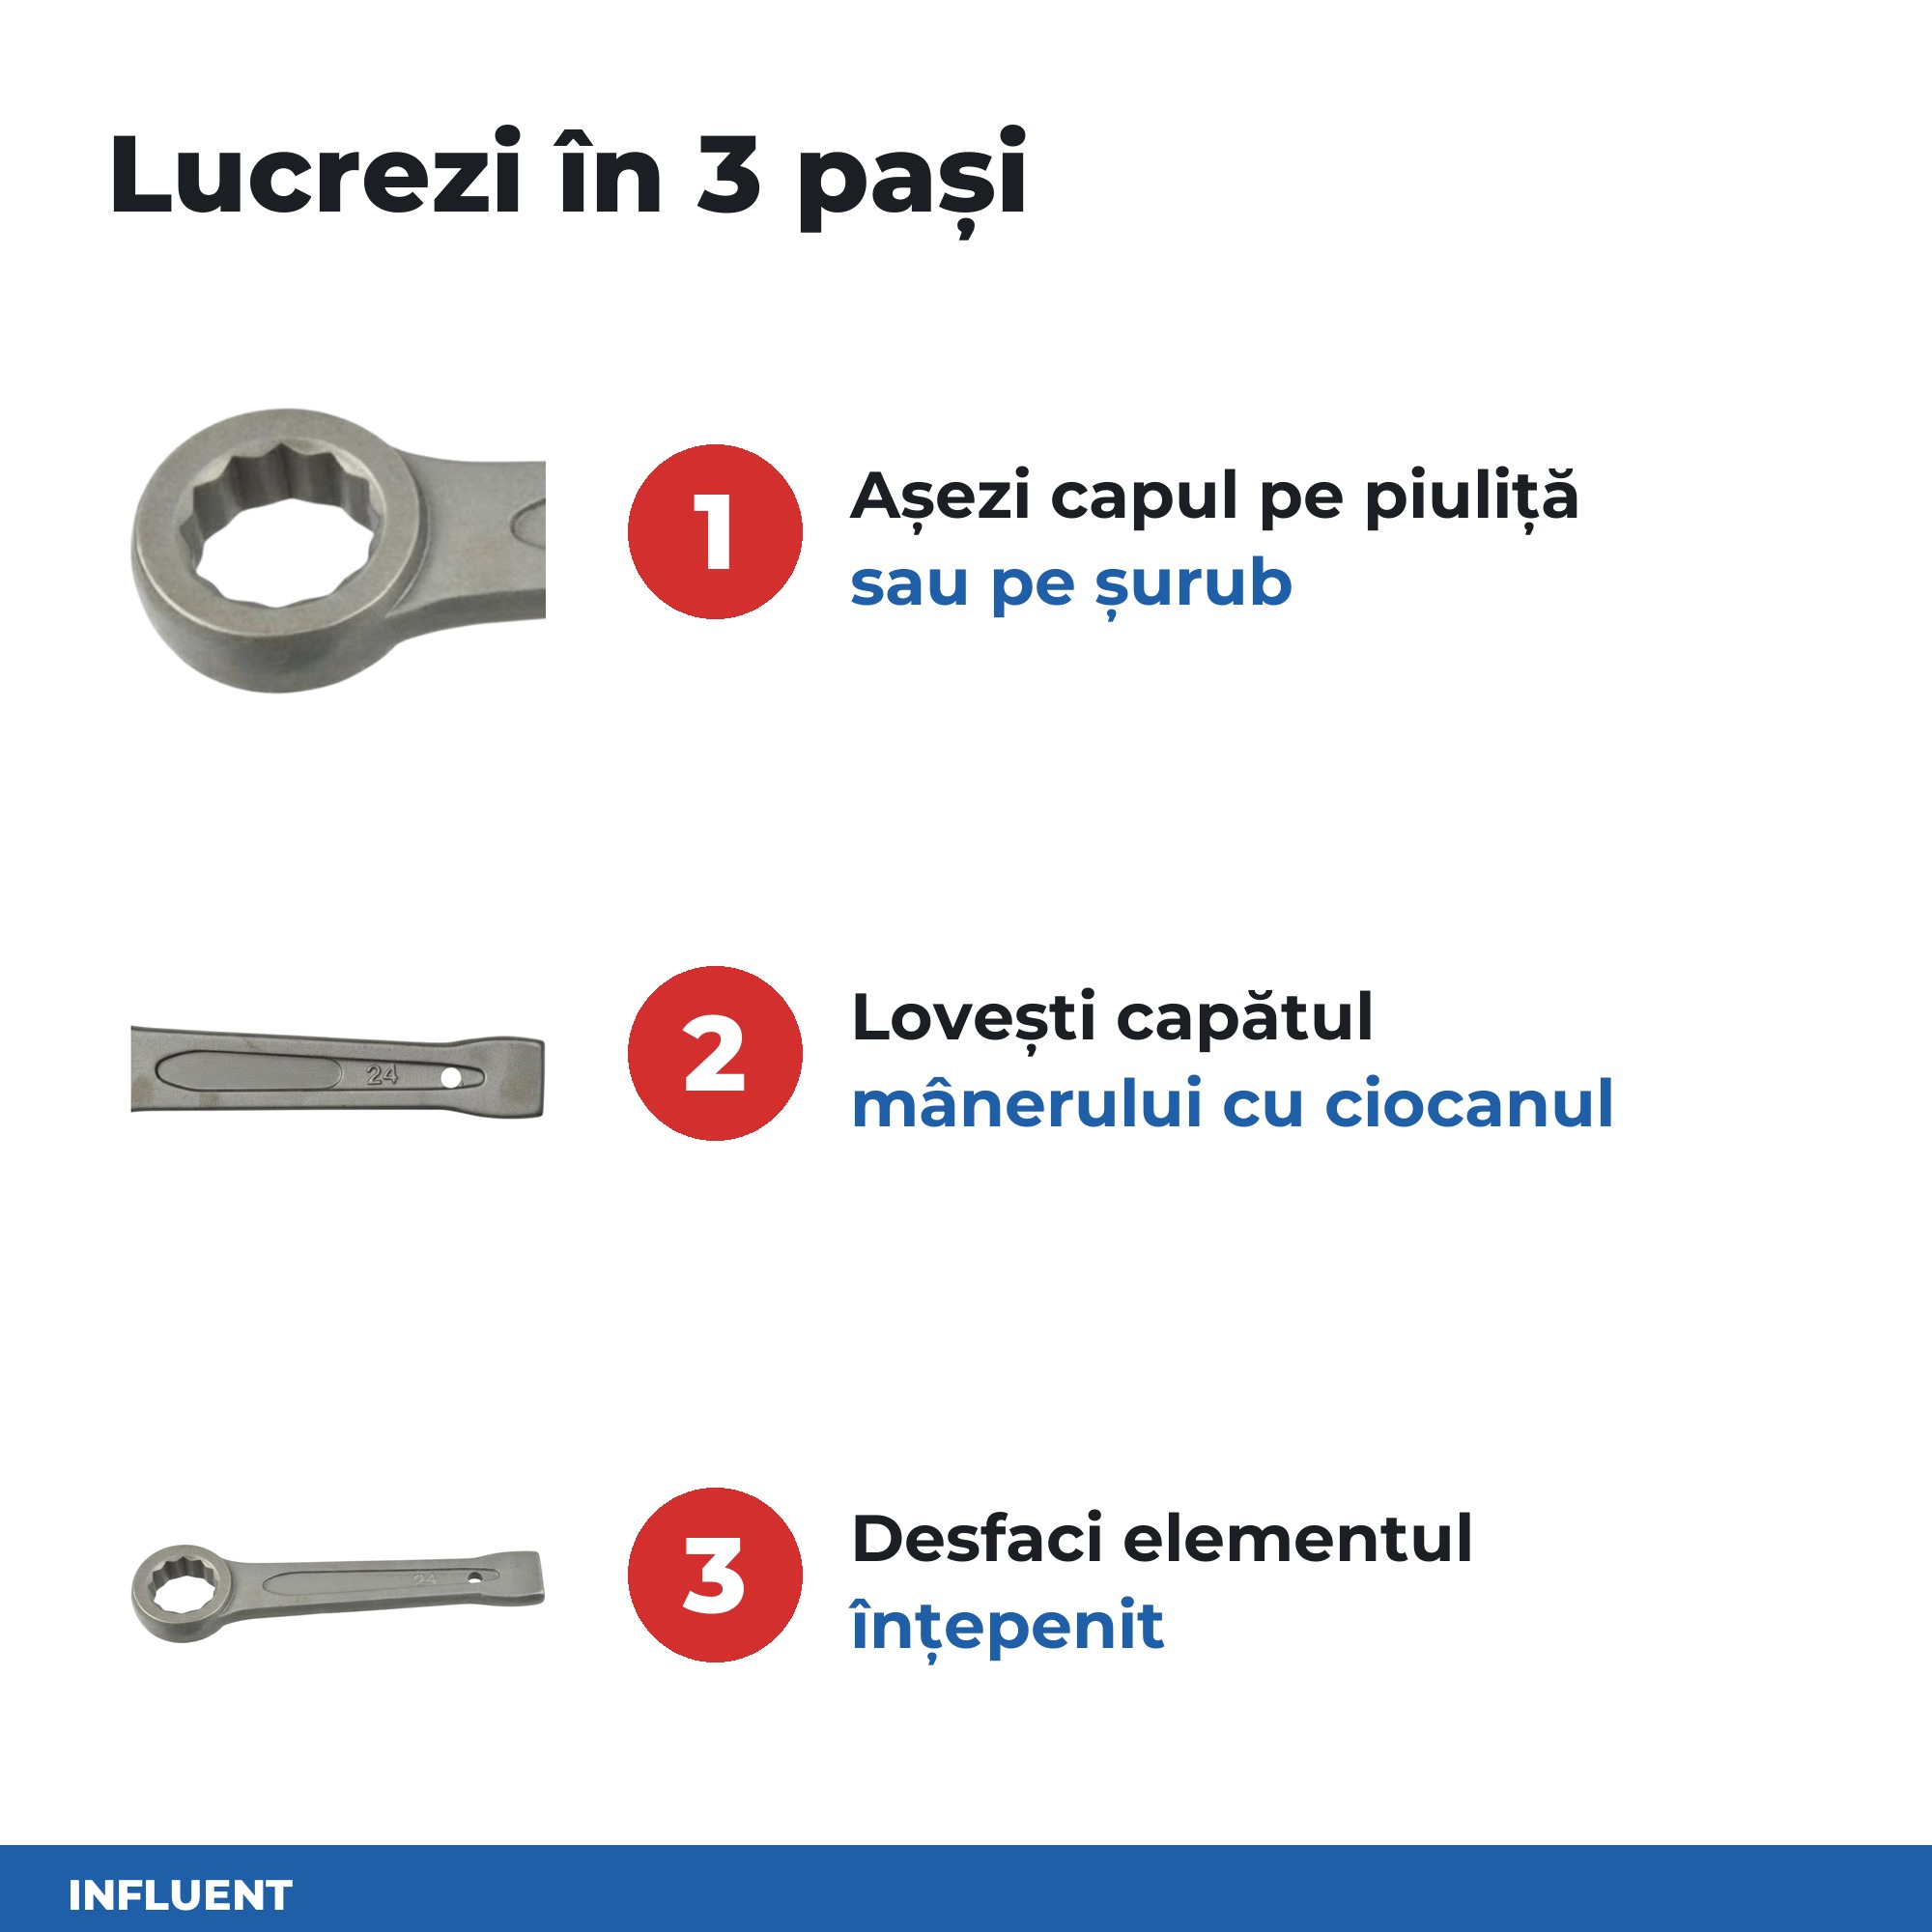 Lucrezi în 3 pași
1
Așezi capul pe piuliță
sau pe șurub
24
2
Lovești capătul
mânerului cu ciocanul
24
3
Desfaci elementul
înțepenit
INFLUENT